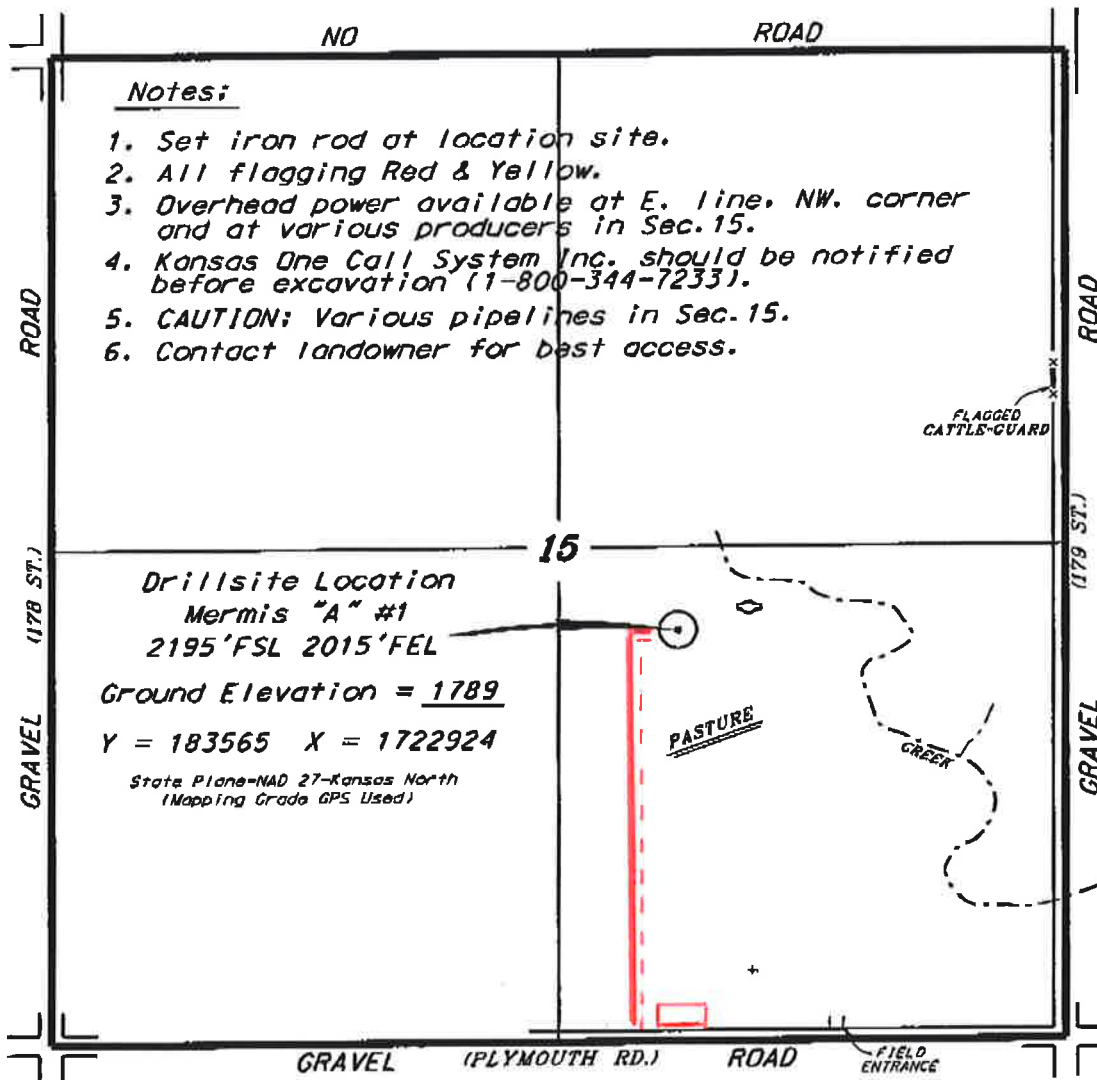 NO ROAD
Notes:
1. Set iron rod at location site.
2. All flagging Red & Yellow.
3. Overhead power available at E. line, NW. corner
and at various producers in Sec. 15.
4. Kansas One Call System Inc. should be notified
before excavation (1-800-344-7233).
5. CAUTION: Various pipelines in Sec. 15.
6. Contact landowner for best access.
ROAD
ROAD
FLAGGED
CATTLE-GUARD
(178 ST.)
(179 ST.)
15
Drillsite Location
Mermis "A" #1
2195'FSL 2015'FEL
Ground Elevation = 1789
Y = 183565 X = 1722924
State Plane-NAD 27-Kansas North
(Mapping Grade GPS Used)
PASTURE
CREEK
GRAVEL
GRAVEL
GRAVEL (PLYMOUTH RD.) ROAD
FIELD
ENTRANCE